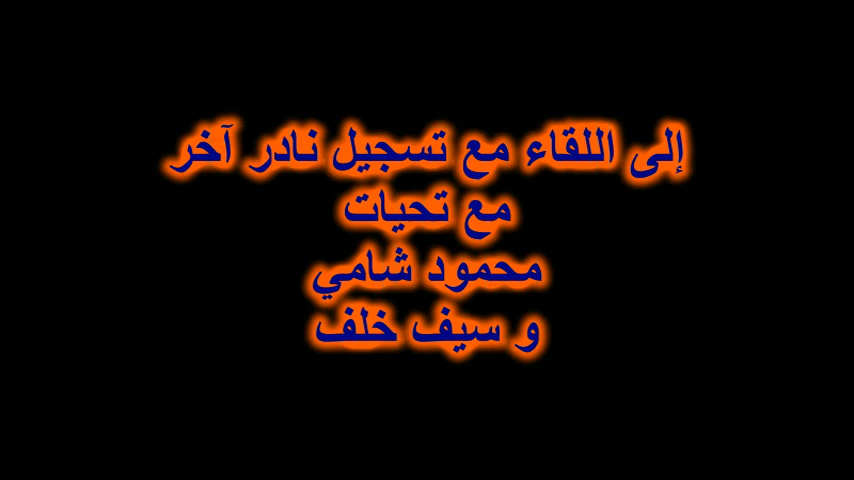 إلى اللقاء مع تسجيل نادر آخر
مع تحيات
محمود شامي
و سيف خلف